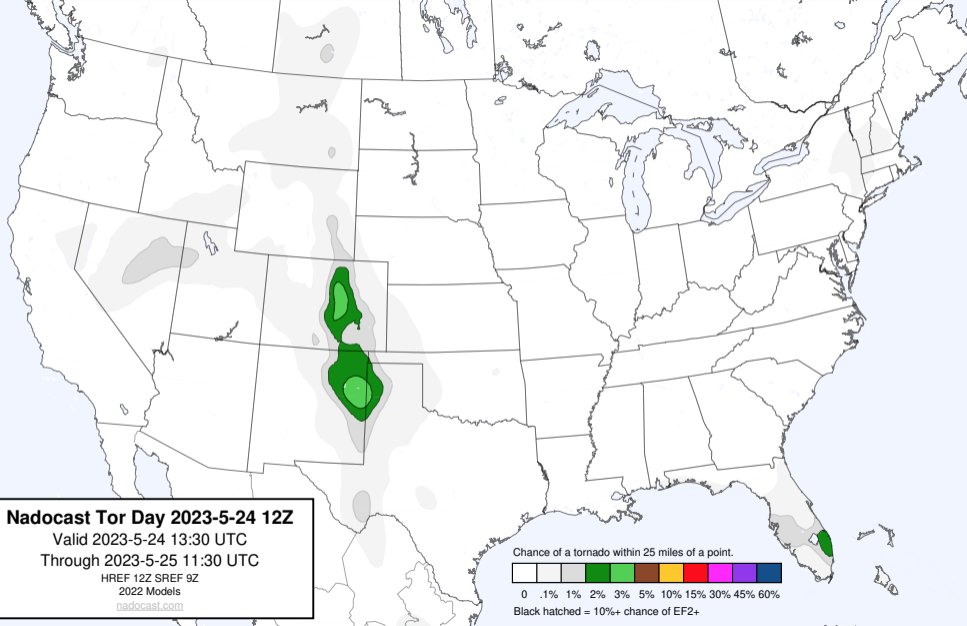 Nadocast Tor Day 2023-5-24 12Z
Valid 2023-5-24 13:30 UTC
Through 2023-5-25 11:30 UTC
HREF 12Z SREF 9Z
2022 Models
nadocast.com
Chance of a tornado within 25 miles of a point.
0 .1% 1% 2% 3% 5% 10% 15% 30% 45% 60%
Black hatched = 10%+ chance of EF2+